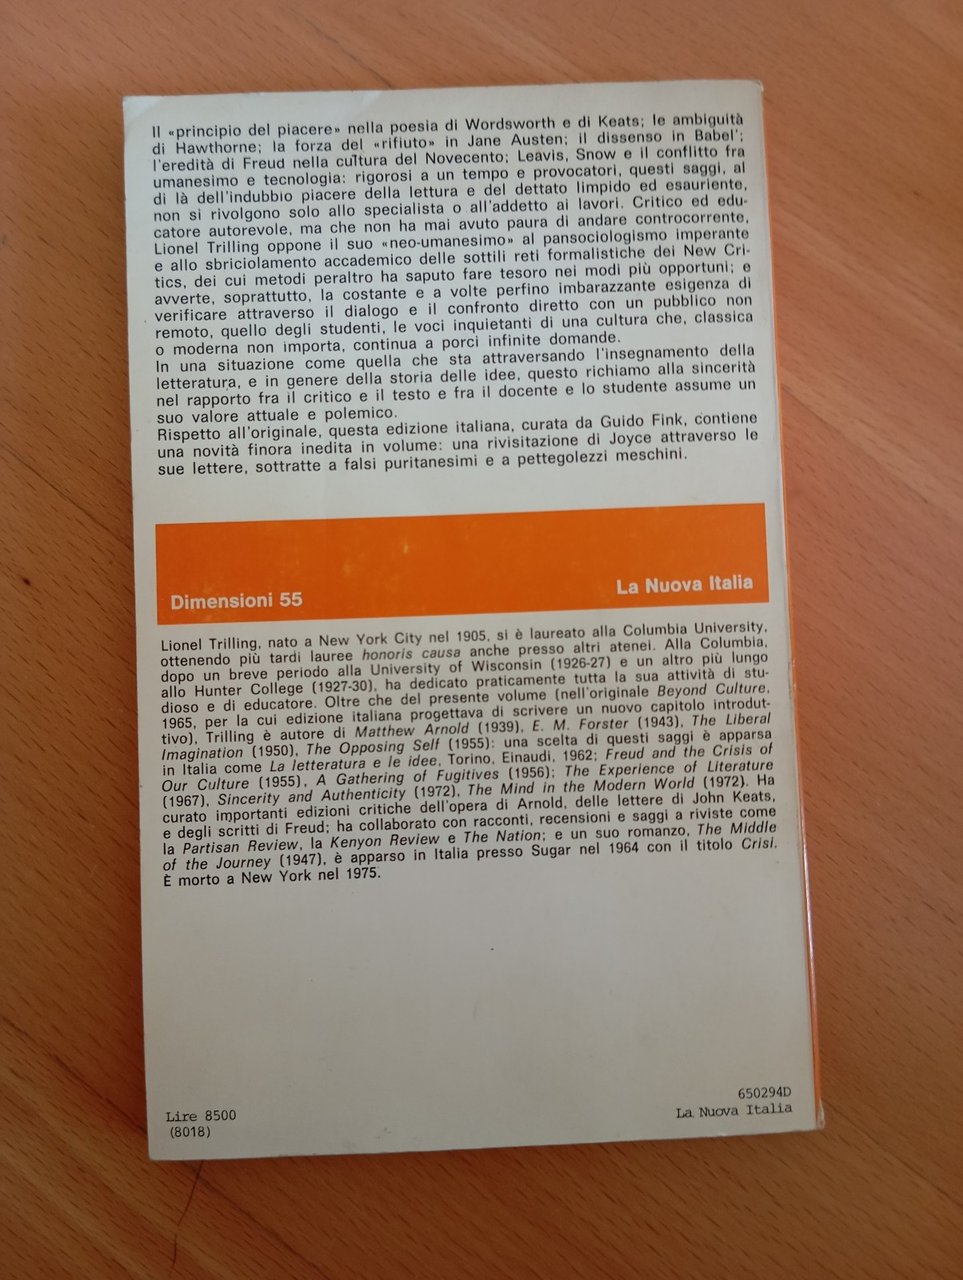 Il «principio del piacere» nella poesia di Wordsworth e di Keats; le ambiguità
di Hawthorne; la forza del «rifiuto» in Jane Austen; il dissenso in Babel';
l'eredità di Freud nella cultura del Novecento; Leavis, Snow e il conflitto fra
umanesimo e tecnologia: rigorosi a un tempo e provocatori, questi saggi, al
di là dell'indubbio piacere della lettura e del dettato limpido ed esauriente,
non si rivolgono solo allo specialista o all'addetto ai lavori. Critico ed edu-
catore autorevole, ma che non ha mai avuto paura di andare controcorrente,
Lionel Trilling oppone il suo «neo-umanesimo» al pansociologismo imperante
e allo sbriciolamento accademico delle sottili reti formalistiche dei New Cri-
tics, dei cui metodi peraltro ha saputo fare tesoro nei modi più opportuni; e
avverte, soprattutto, la costante e a volte perfino imbarazzante esigenza di
verificare attraverso il dialogo e il confronto diretto con un pubblico non
remoto, quello degli studenti, le voci inquietanti di una cultura che, classica
o moderna non importa, continua a porci infinite domande.
In una situazione come quella che sta attraversando l'insegnamento della
letteratura, e in genere della storia delle idee, questo richiamo alla sincerità
nel rapporto fra il critico e il testo e fra il docente e lo studente assume un
suo valore attuale e polemico.
Rispetto all'originale, questa edizione italiana, curata da Guido Fink, contiene
una novità finora inedita in volume: una rivisitazione di Joyce attraverso le
sue lettere, sottratte a falsi puritanesimi e a pettegolezzi meschini.
Dimensioni 55
La Nuova Italia
Lionel Trilling, nato a New York City nel 1905, si è laureato alla Columbia University,
ottenendo più tardi lauree honoris causa anche presso altri atenei. Alla Columbia,
dopo un breve periodo alla University of Wisconsin (1926-27) e un altro più lungo
allo Hunter College (1927-30), ha dedicato praticamente tutta la sua attività di stu-
dioso e di educatore. Oltre che del presente volume (nell'originale Beyond Culture,
1965, per la cui edizione italiana progettava di scrivere un nuovo capitolo introdut-
tivo), Trilling è autore di Matthew Arnold (1939), E. M. Forster (1943), The Liberal
Imagination (1950), The Opposing Self (1955): una scelta di questi saggi è apparsa
in Italia come La letteratura e le idee, Torino, Einaudi, 1962; Freud and the Crisis of
Our Culture (1955), A Gathering of Fugitives (1956); The Experience of Literature
(1967), Sincerity and Authenticity (1972), The Mind in the Modern World (1972). Ha
curato importanti edizioni critiche dell'opera di Arnold, delle lettere di John Keats,
e degli scritti di Freud; ha collaborato con racconti, recensioni e saggi a riviste come
la Partisan Review, la Kenyon Review e The Nation; e un suo romanzo, The Middle
of the Journey (1947), è apparso in Italia presso Sugar nel 1964 con il titolo Crisi.
È morto a New York nel 1975.
Lire 8500
(8018)
650294D
La Nuova Italia